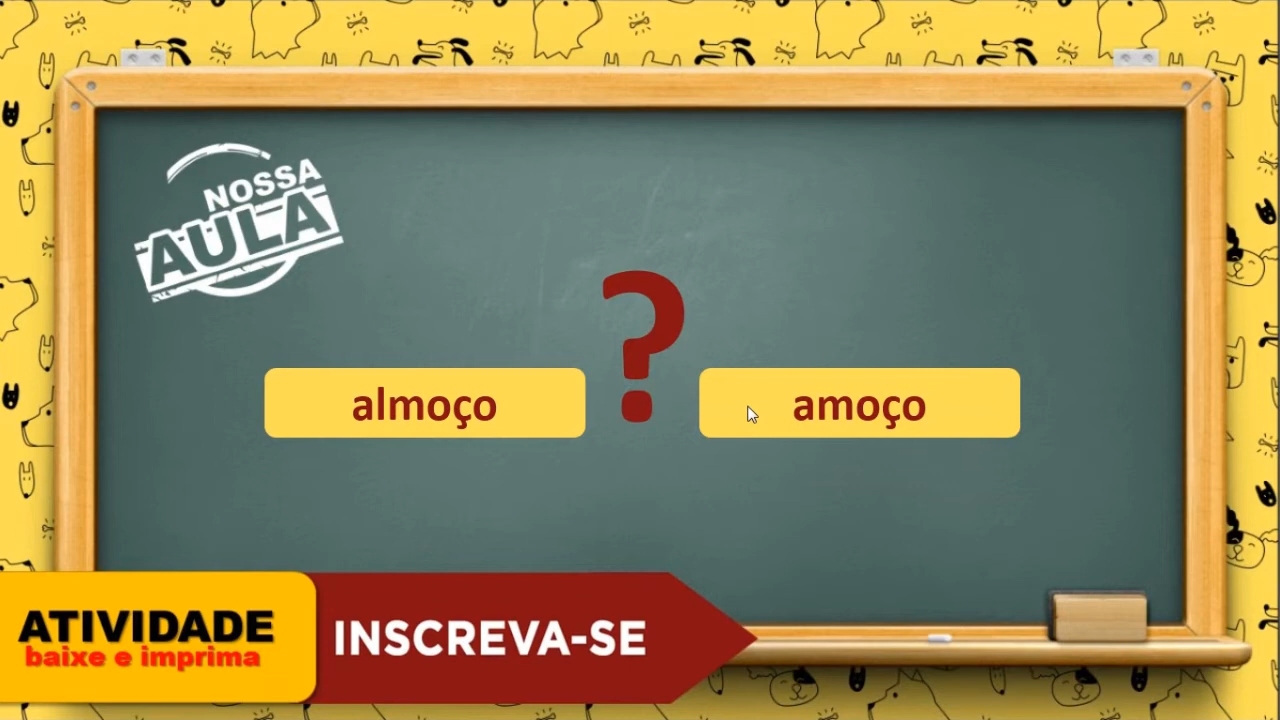 NOSSA
AULA
?
almoço
amoço
ATIVIDADE
baixe e imprima
INSCREVA-SE